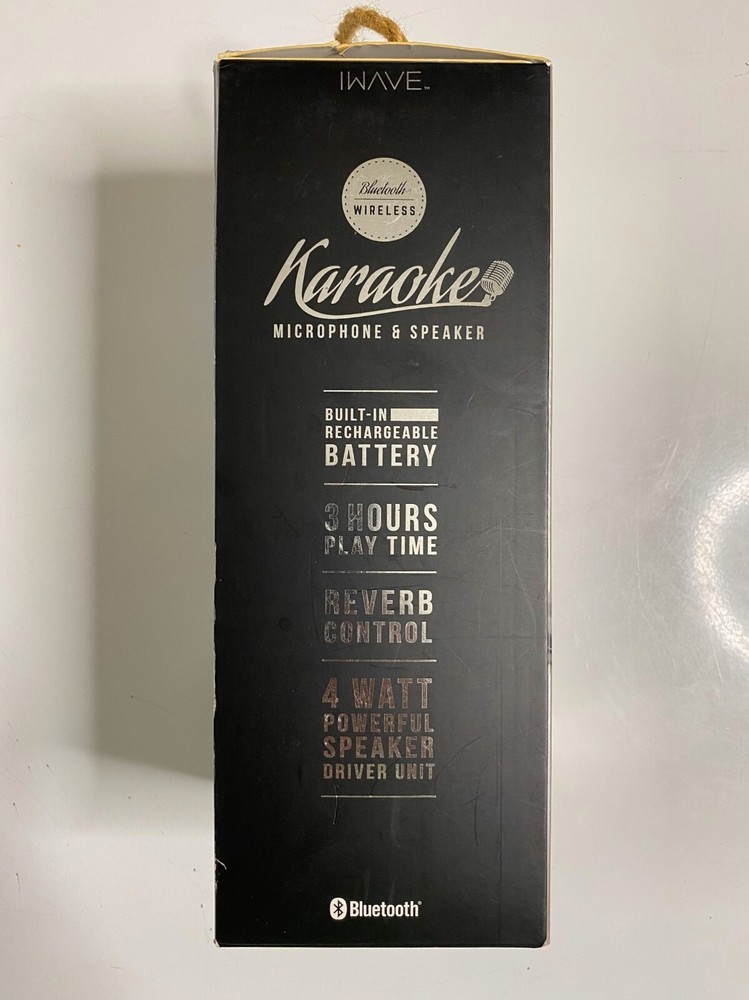 IWAVE™
Bluetooth®
WIRELESS
Karaoke
MICROPHONE & SPEAKER
BUILT-IN
RECHARGEABLE
BATTERY
3 HOURS
PLAY TIME
REVERB
CONTROL
4 WATT
POWERFUL
SPEAKER
DRIVER UNIT
Bluetooth®